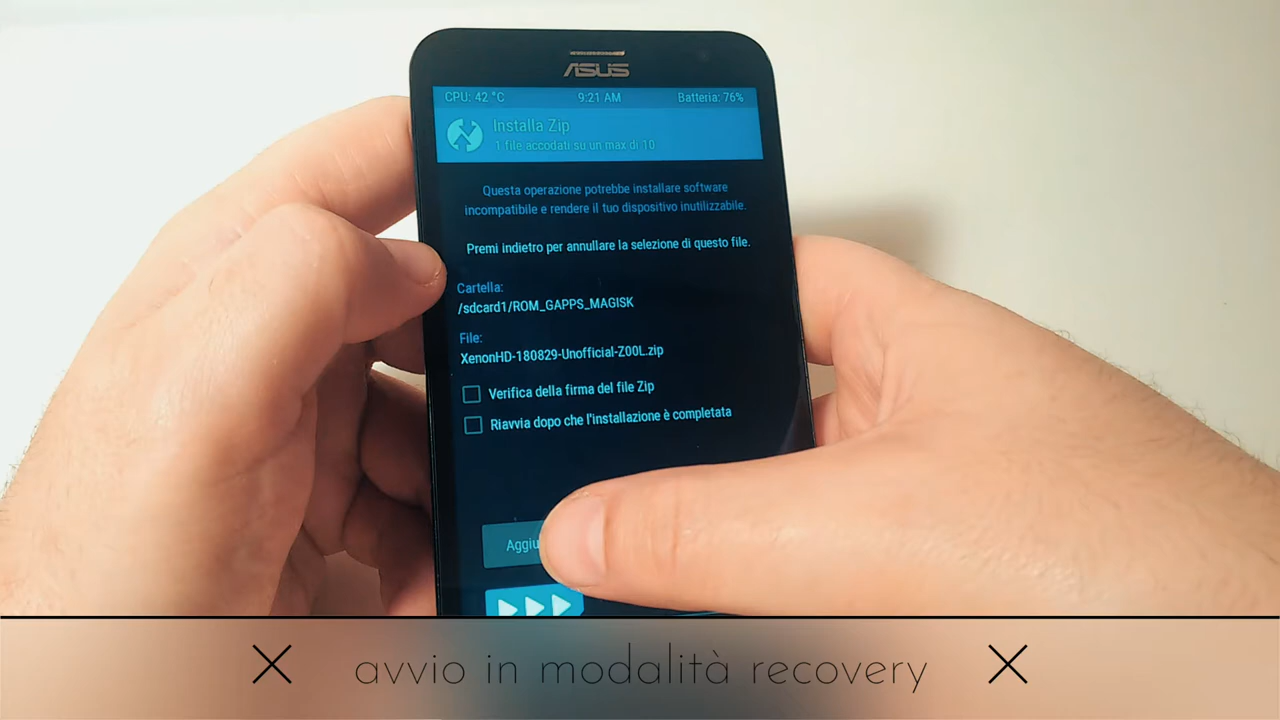 ASUS
CPU: 42 °C 9:21 AM Batteria: 76%
Installa Zip
1 file accodati su un max di 10
Questa operazione potrebbe installare software
incompatibile e rendere il tuo dispositivo inutilizzabile.
Premi indietro per annullare la selezione di questo file.
Cartella:
/sdcard1/ROM_GAPPS_MAGISK
File:
XenonHD-180829-Unofficial-Z00L.zip
Verifica della firma del file Zip
Riavvia dopo che l'installazione è completata
Aggiu
avvio in modalità recovery